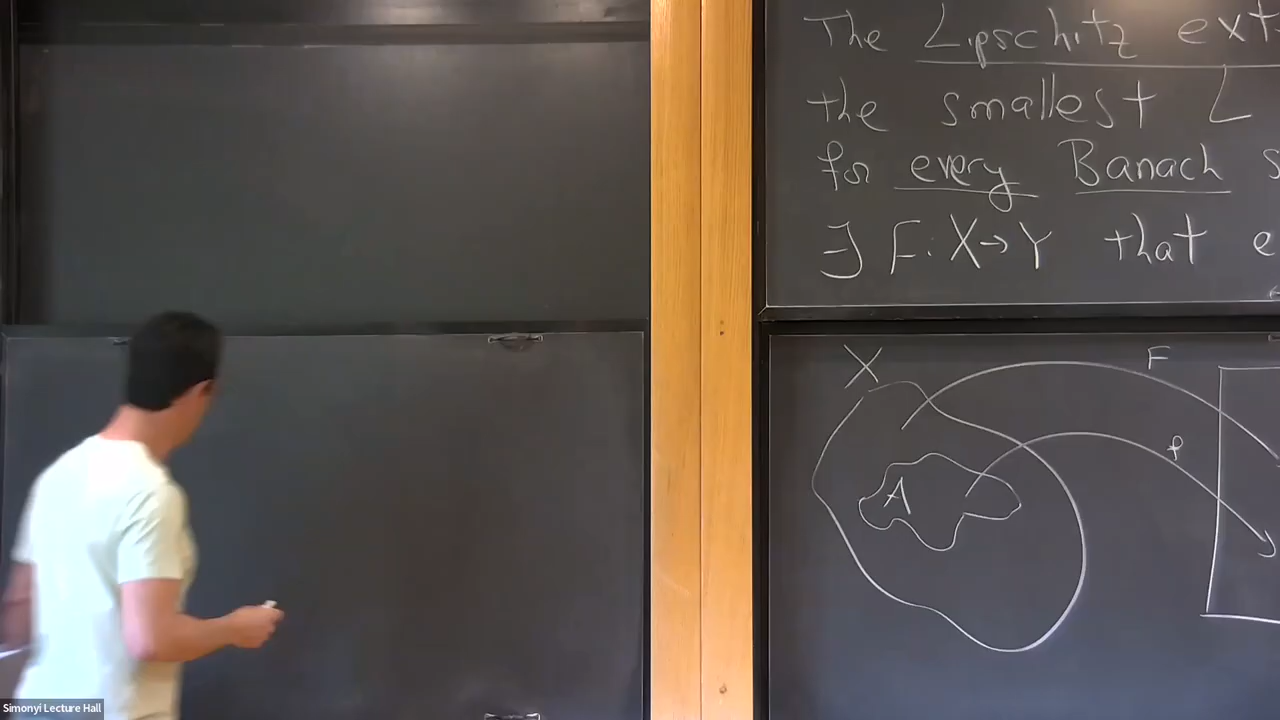 The Lipschitz ext
the smallest L
for every Banach s
∃ F: X→Y that e
X
F
f
A
Simonyi Lecture Hall